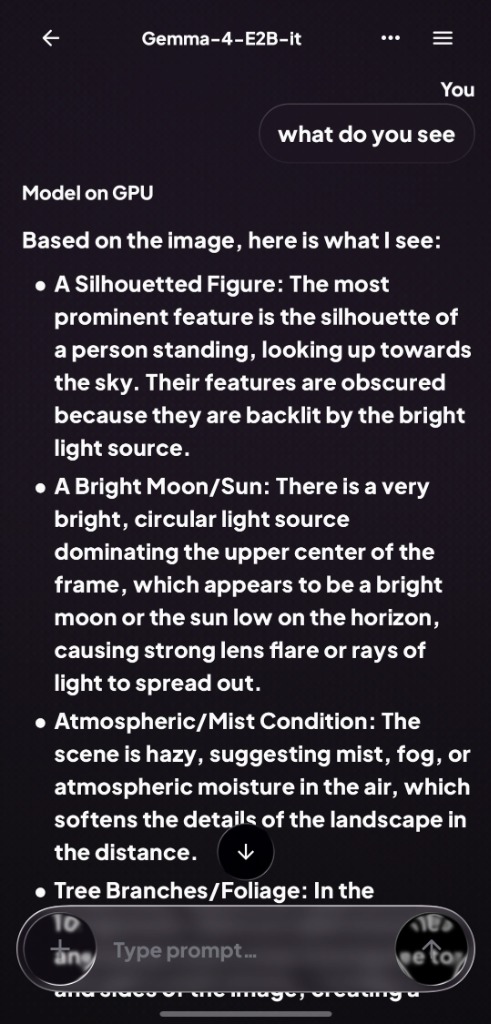 Gemma-4-E2B-it
You
what do you see
Model on GPU
Based on the image, here is what I see:
• A Silhouetted Figure: The most
prominent feature is the silhouette of
a person standing, looking up towards
the sky. Their features are obscured
because they are backlit by the bright
light source.
• A Bright Moon/Sun: There is a very
bright, circular light source
dominating the upper center of the
frame, which appears to be a bright
moon or the sun low on the horizon,
causing strong lens flare or rays of
light to spread out.
• Atmospheric/Mist Condition: The
scene is hazy, suggesting mist, fog, or
atmospheric moisture in the air, which
softens the details of the landscape in
the distance.
• Tree Branches/Foliage: In the
Type prompt...
and sides of the image, creating a